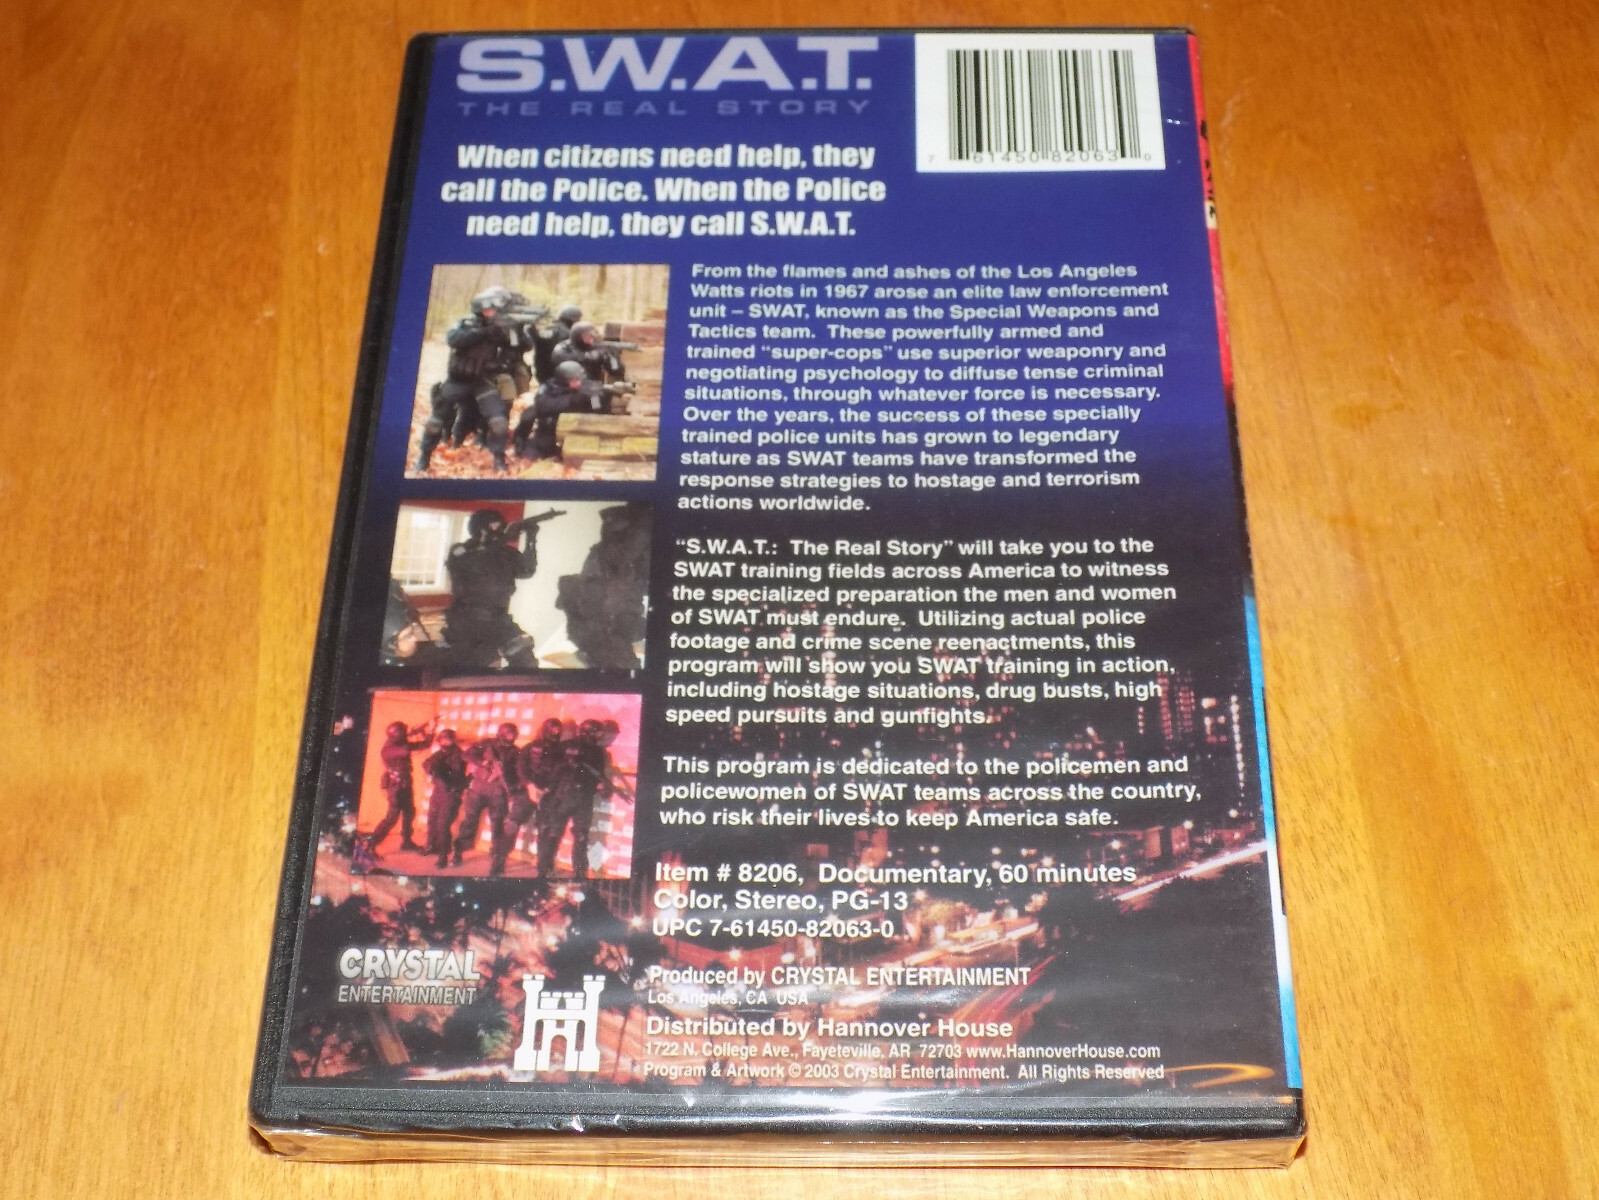 S.W.A.T.
THE REAL STORY
7 61450 82063 0
When citizens need help, they
call the Police. When the Police
need help, they call S.W.A.T.
From the flames and ashes of the Los Angeles
Watts riots in 1967 arose an elite law enforcement
unit – SWAT, known as the Special Weapons and
Tactics team. These powerfully armed and
trained "super-cops" use superior weaponry and
negotiating psychology to diffuse tense criminal
situations, through whatever force is necessary.
Over the years, the success of these specially
trained police units has grown to legendary
stature as SWAT teams have transformed the
response strategies to hostage and terrorism
actions worldwide.
"S.W.A.T.: The Real Story" will take you to the
SWAT training fields across America to witness
the specialized preparation the men and women
of SWAT must endure. Utilizing actual police
footage and crime scene reenactments, this
program will show you SWAT training in action,
including hostage situations, drug busts, high
speed pursuits and gunfights.
This program is dedicated to the policemen and
policewomen of SWAT teams across the country,
who risk their lives to keep America safe.
Item # 8206, Documentary, 60 minutes
Color, Stereo, PG-13
UPC 7-61450-82063-0
CRYSTAL
ENTERTAINMENT
Produced by CRYSTAL ENTERTAINMENT
Los Angeles, CA USA
Distributed by Hannover House
1722 N. College Ave., Fayeteville, AR 72703 www.HannoverHouse.com
Program & Artwork © 2003 Crystal Entertainment. All Rights Reserved